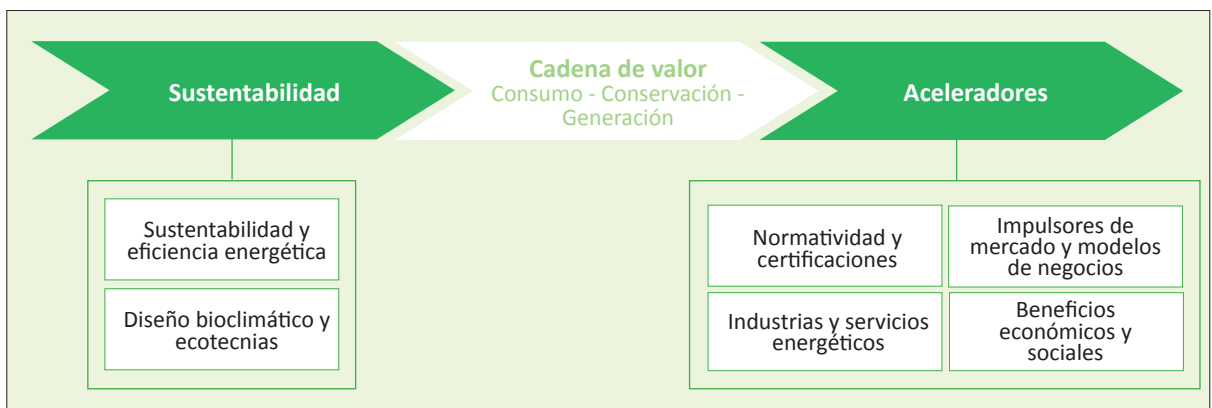 Sustentabilidad
Cadena de valor
Consumo - Conservación -
Generación
Aceleradores
Sustentabilidad y
eficiencia energética
Diseño bioclimático y
ecotecnias
Normatividad y
certificaciones
Impulsores de
mercado y modelos
de negocios
Industrias y servicios
energéticos
Beneficios
económicos y
sociales